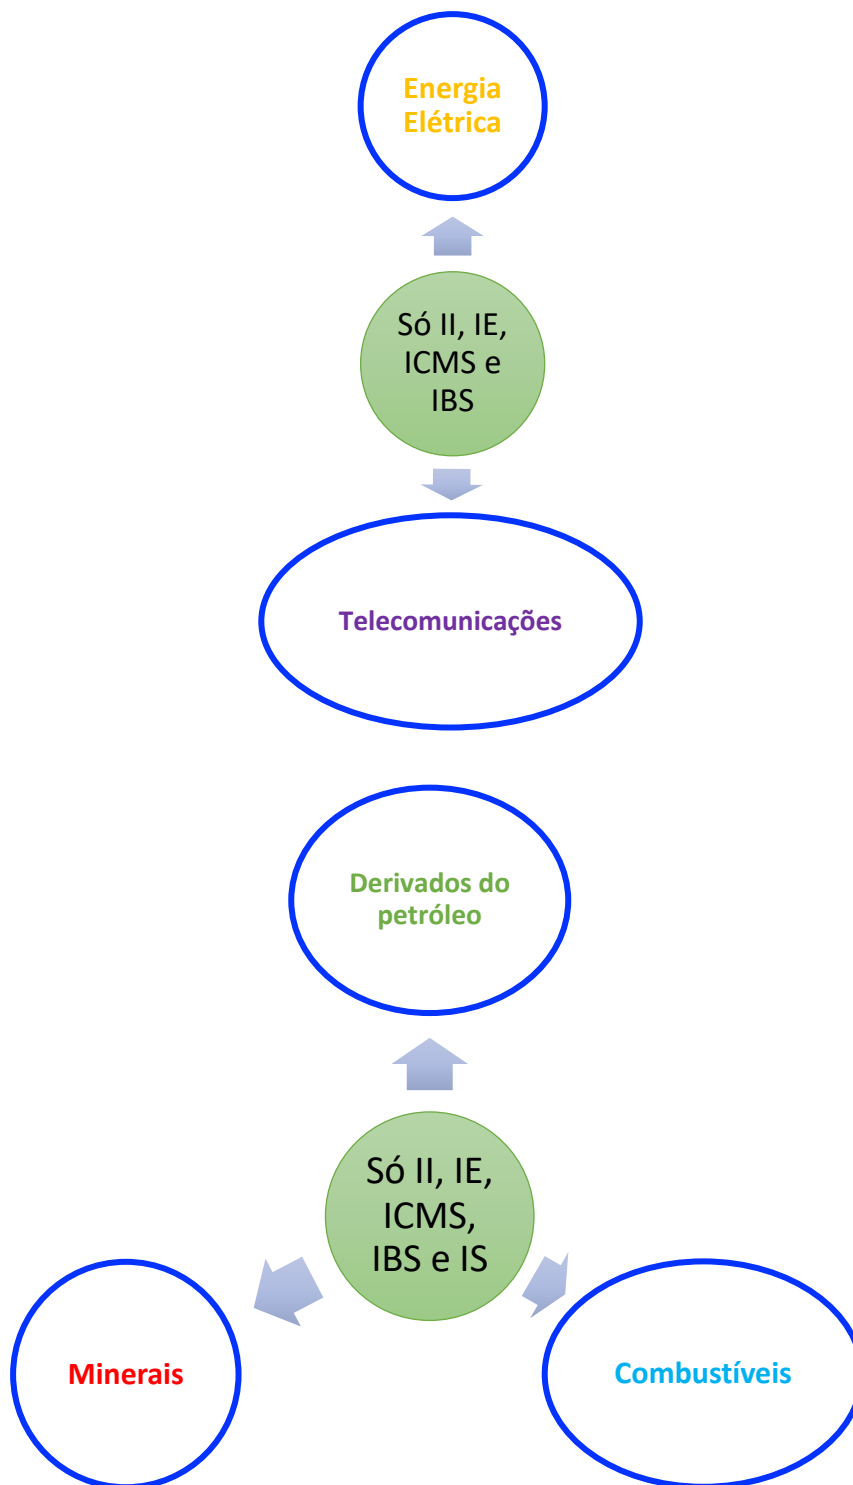 Energia
Elétrica
Só II, IE,
ICMS e
IBS
Telecomunicações
Derivados do
petróleo
Só II, IE,
ICMS,
IBS e IS
Minerais
Combustíveis